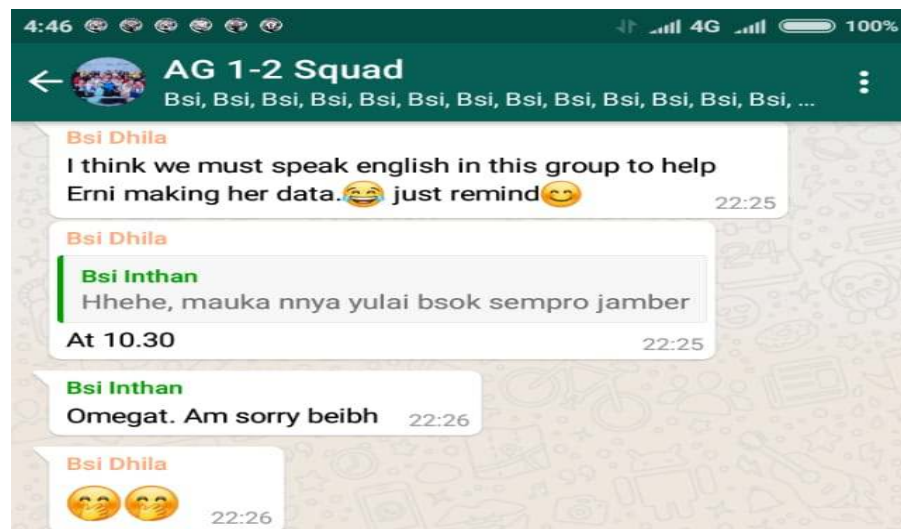 4:46 4G 100%
AG 1-2 Squad
Bsi, Bsi, Bsi, Bsi, Bsi, Bsi, Bsi, Bsi, Bsi, Bsi, Bsi, Bsi, Bsi, ...
Bsi Dhila
I think we must speak english in this group to help
Erni making her data.😂 just remind😊
22:25
Bsi Dhila
Bsi Inthan
Hhehe, mauka nnya yulai bsok sempro jamber
At 10.30
22:25
Bsi Inthan
Omegat. Am sorry beibh 22:26
Bsi Dhila
🤭🤭 22:26